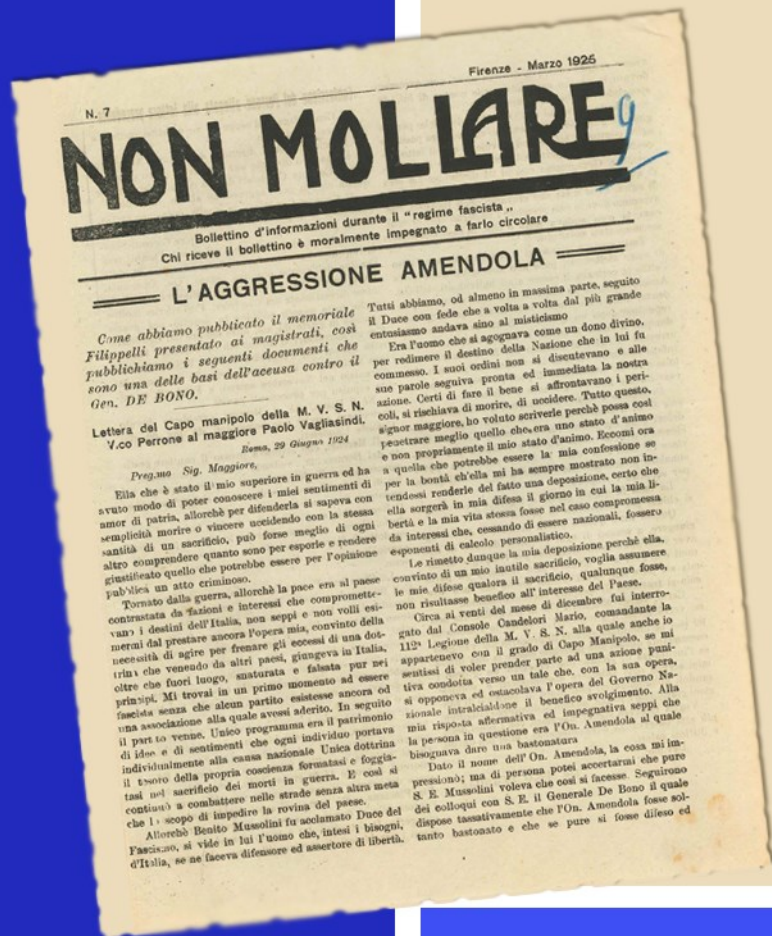 N. 7
Firenze - Marzo 1925
NON MOLLARE
9
Bollettino d'informazioni durante il "regime fascista „
Chi riceve il bollettino è moralmente impegnato a farlo circolare
L'AGGRESSIONE AMENDOLA
Come abbiamo pubbticato il memoriale
Filippelli presentato ai magistrati, così
pubblichiamo i seguenti documenti che
sono una delle basi dell'aceusa contro il
Gen. DE BONO.
Lettera del Capo manipolo della M. V. S. N.
V.co Perrone al maggiore Paolo Vagliasindi.
Roma, 29 Giugno 1924
Preg.mo Sig. Maggiore,
Ella che è stato il mio superiore in guerra ed ha
avuto modo di poter conoscere i miei sentimenti di
amor di patria, allorchè per difenderla si sapeva con
semplicità morire o vincere uccidendo con la stessa
santità di un sacrificio, può forse meglio di ogni
altro comprendere quanto sono per esporle e rendere
giustificato quello che potrebbe essere per l'opinione
pubblica un atto criminoso.
Tornato dalla guerra, allorchè la pace era al paese
contrastata da fazioni e interessi che compromette-
vano i destini dell'Italia, non seppi e non volli esi-
mermi dal prestare ancora l'opera mia, convinto della
necessità di agire per frenare gli eccessi di una dot-
trina che venendo da altri paesi, giungeva in Italia,
oltre che fuori luogo, snaturata e falsata pur nei
principi. Mi trovai in un primo momento ad essere
fascista senza che alcun partito esistesse ancora od
una associazione alla quale avessi aderito. In seguito
il partito venne. Unico programma era il patrimonio
di idee e di sentimenti che ogni individuo portava
individualmente alla causa nazionale Unica dottrina
il tesoro della propria coscienza formatasi e foggia-
tasi nel sacrificio dei morti in guerra. E così si
continuò a combattere nelle strade senza altra meta
che lo scopo di impedire la rovina del paese.
Allorchè Benito Mussolini fu acclamato Duce del
Fascismo, si vide in lui l'uomo che, intesi i bisogni,
d'Italia, se ne faceva difensore ed assertore di libertà.
Tutti abbiamo, od almeno in massima parte, seguito
il Duce con fede che a volta a volta dal più grande
entusiasmo andava sino al misticismo
Era l'uomo che si agognava come un dono divino,
per redimere il destino della Nazione che in lui fu
commesso. I suoi ordini non si discutevano e alle
sue parole seguiva pronta ed immediata la nostra
azione. Certi di fare il bene si affrontavano i peri-
coli, si rischiava di morire, di uccidere. Tutto questo,
signor maggiore, ho voluto scriverle perchè possa così
penetrare meglio quello che era uno stato d'animo
e non propriamente il mio stato d'animo. Eccomi ora
a quella che potrebbe essere la mia confessione se
per la bontà ch'ella mi ha sempre mostrato non in-
tendessi renderle del fatto una deposizione, certo che
ella sorgerà in mia difesa il giorno in cui la mia li-
bertà e la mia vita stessa fosse nel caso compromessa
da interessi che, cessando di essere nazionali, fossero
esponenti di calcolo personalistico.
Le rimetto dunque la mia deposizione perchè ella,
convinto di un mio inutile sacrificio, voglia assumere
le mie difese qualora il sacrificio, qualunque fosse,
non risultasse benefico all'interesse del Paese.
Circa ai venti del mese di dicembre fui interro-
gato dal Console Candelori Mario, comandante la
112ª Legione della M. V. S. N. alla quale anche io
appartenevo con il grado di Capo Manipolo, se mi
sentissi di voler prender parte ad una azione puni-
tiva condotta verso un tale che, con la sua opera,
si opponeva ed ostacolava l'opera del Governo Na-
zionale intralciandone il benefico svolgimento. Alla
mia risposta affermativa ed impegnativa seppi che
la persona in questione era l'On. Amendola al quale
bisognava dare una bastonatura
Dato il nome dell'On. Amendola, la cosa mi im-
pressionò; ma di persona potei accertarmi che pure
S. E. Mussolini voleva che così si facesse. Seguirono
dei colloqui con S. E. il Generale De Bono il quale
dispose tassativamente che l'On. Amendola fosse sol-
tanto bastonato e che se pure si fosse difeso ed